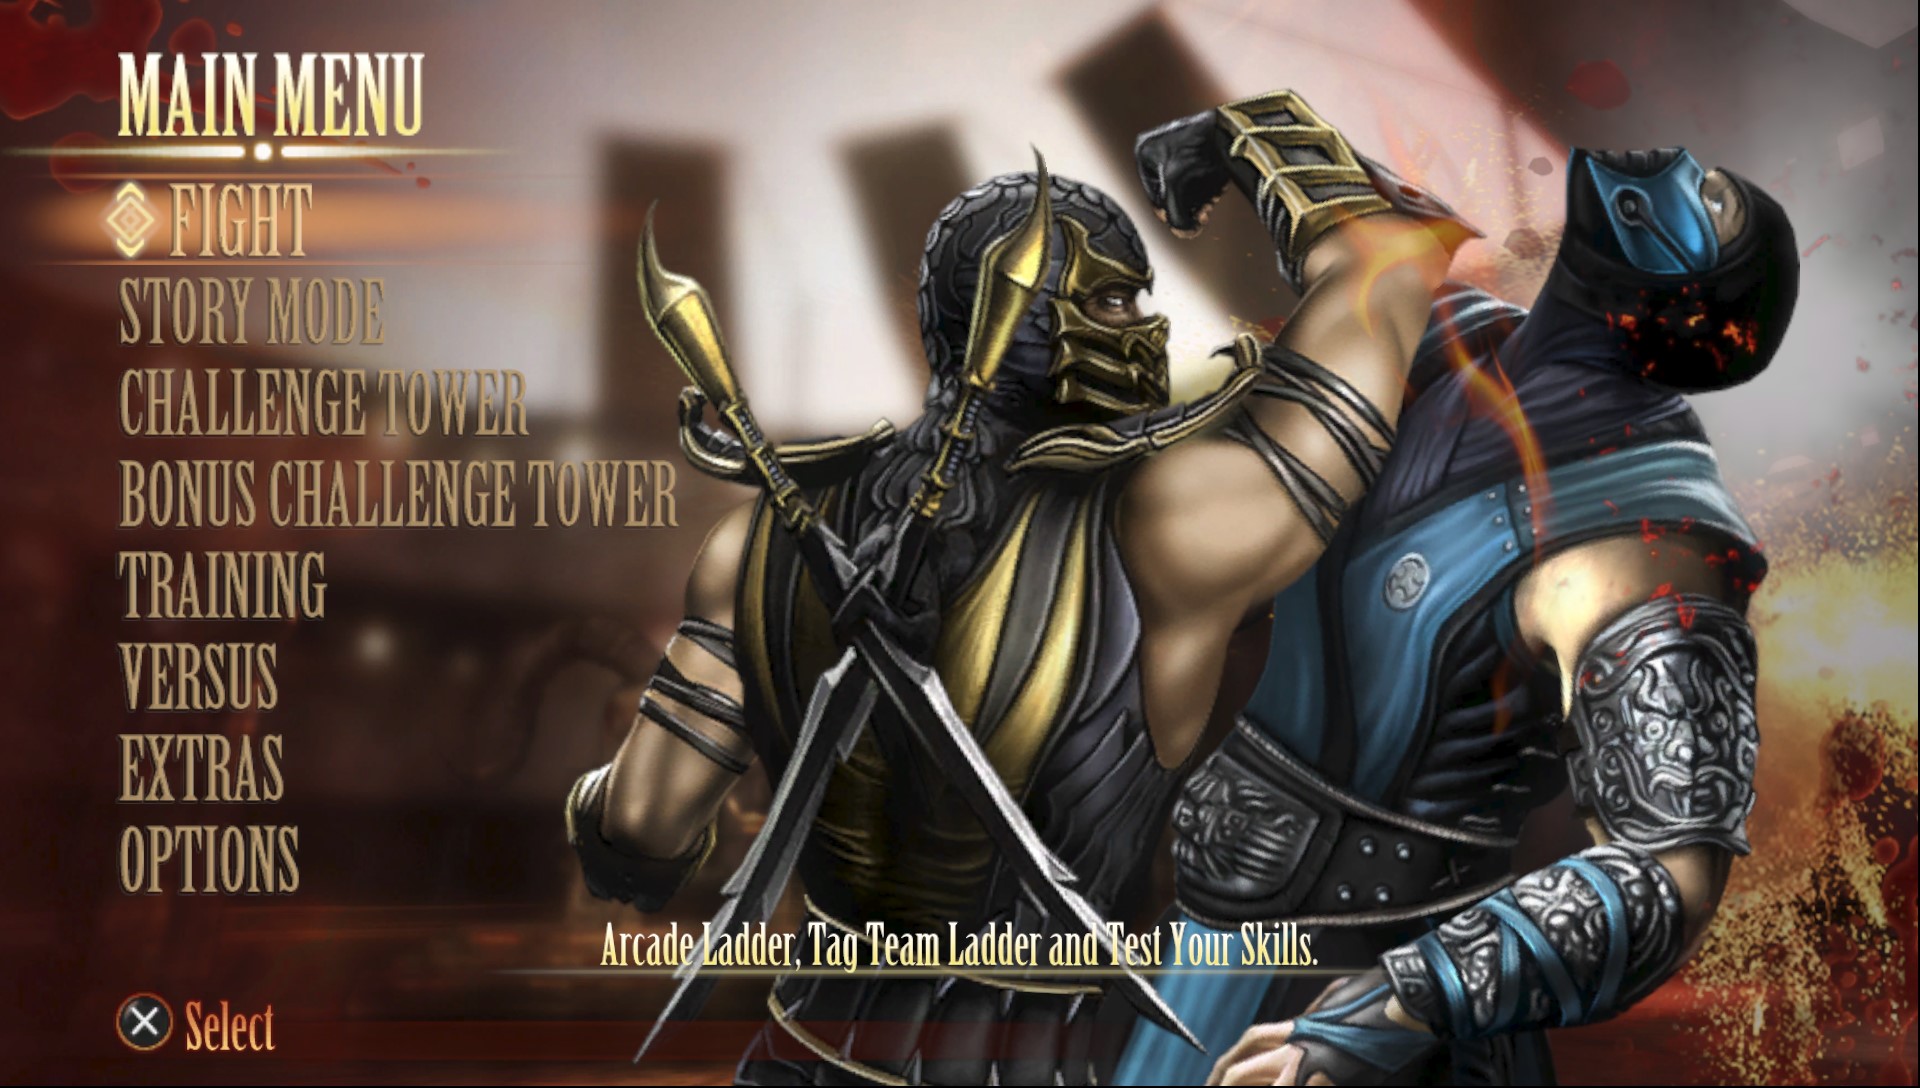 MAIN MENU
FIGHT
STORY MODE
CHALLENGE TOWER
BONUS CHALLENGE TOWER
TRAINING
VERSUS
EXTRAS
OPTIONS
Arcade Ladder, Tag Team Ladder and Test Your Skills.
Select